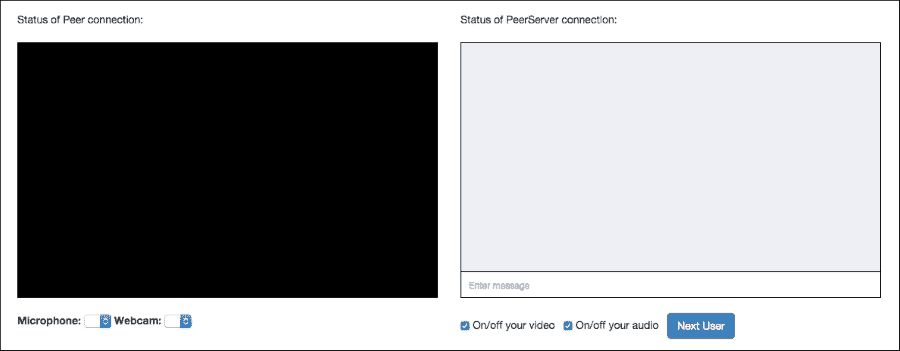 Status of Peer connection:
Status of PeerServer connection:
Enter message
Microphone: Webcam:
On/off your video On/off your audio Next User